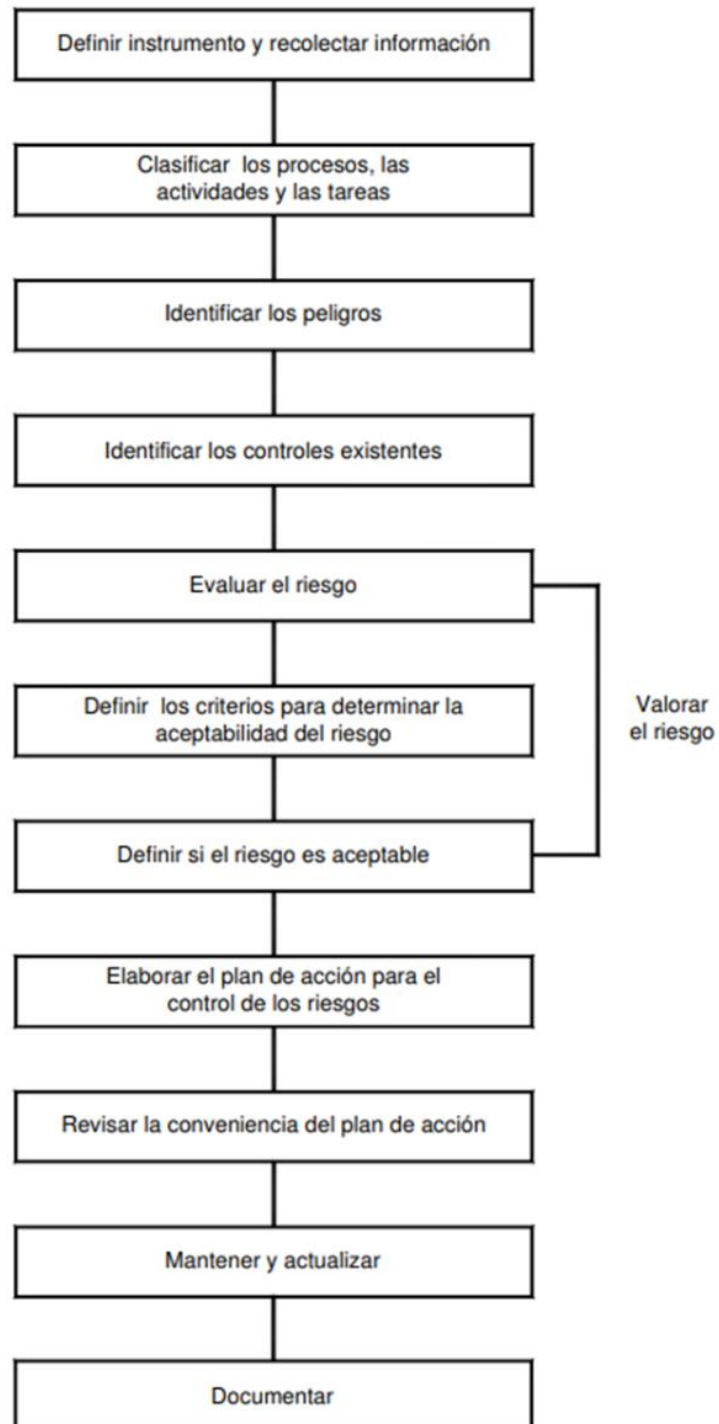 Definir instrumento y recolectar información
Clasificar los procesos, las
actividades y las tareas
Identificar los peligros
Identificar los controles existentes
Evaluar el riesgo
Definir los criterios para determinar la
aceptabilidad del riesgo
Valorar
el riesgo
Definir si el riesgo es aceptable
Elaborar el plan de acción para el
control de los riesgos
Revisar la conveniencia del plan de acción
Mantener y actualizar
Documentar